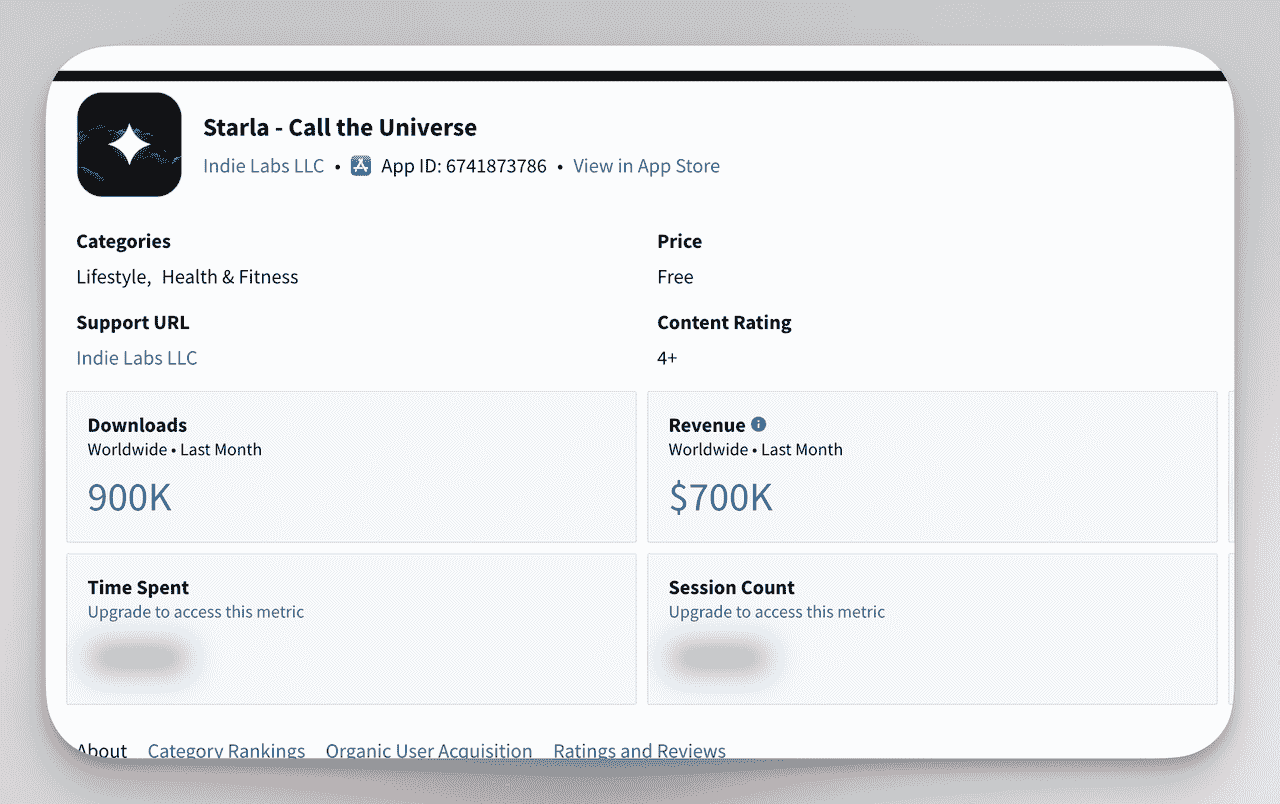 Starla - Call the Universe
Indie Labs LLC • App ID: 6741873786 • View in App Store
Categories
Lifestyle, Health & Fitness
Price
Free
Support URL
Indie Labs LLC
Content Rating
4+
Downloads
Worldwide • Last Month
900K
Revenue
Worldwide • Last Month
$700K
Time Spent
Upgrade to access this metric
Session Count
Upgrade to access this metric
About Category Rankings Organic User Acquisition Ratings and Reviews